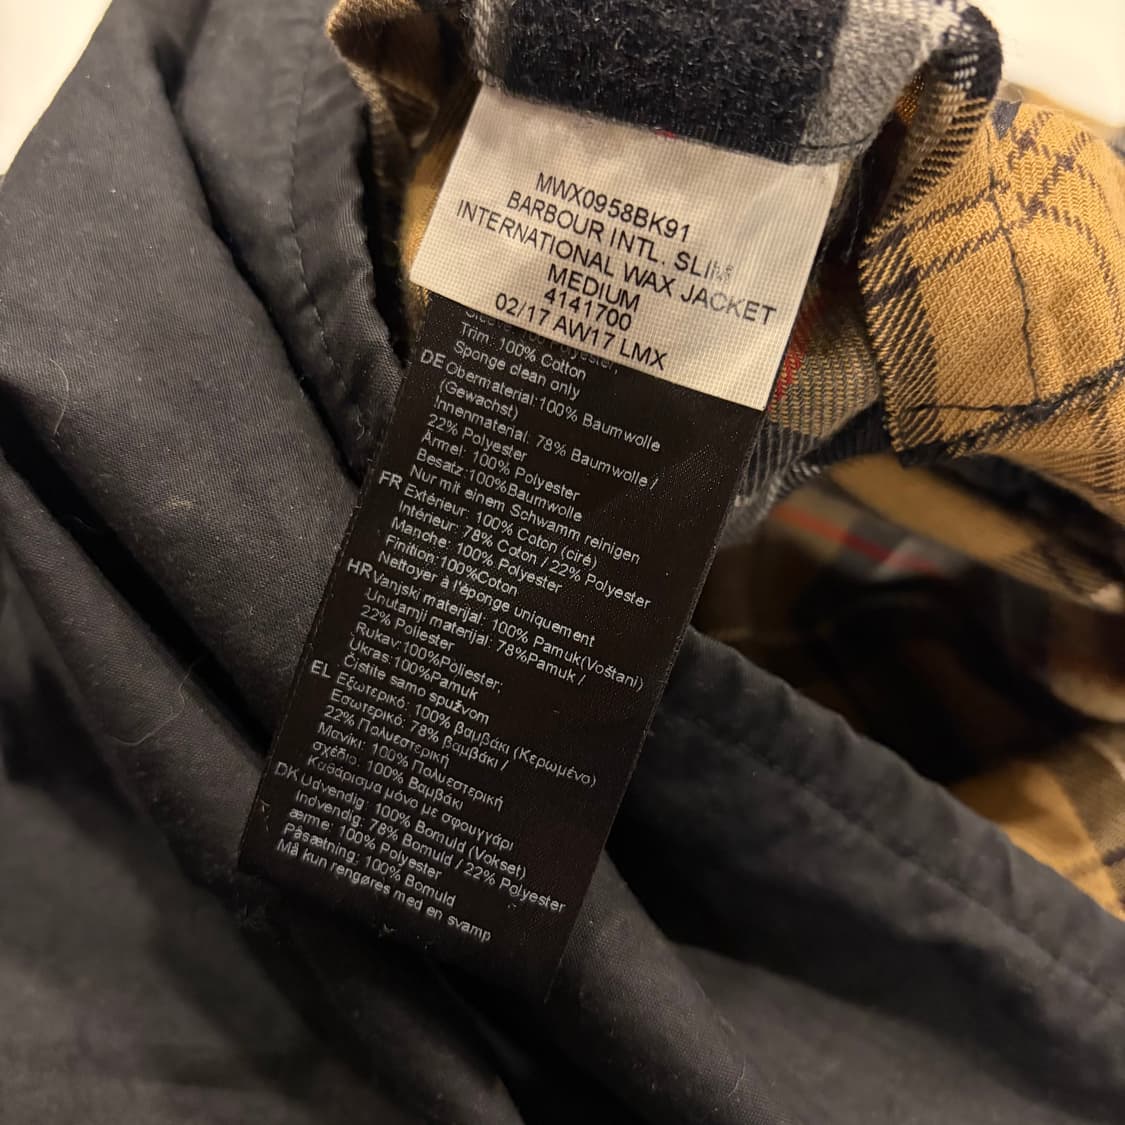 MWX0958BK91
BARBOUR INTL. SLIM
INTERNATIONAL WAX JACKET
MEDIUM
4141700
02/17 AW17 LMX
Trim: 100% Cotton
Sponge clean only
DE Obermaterial:100% Baumwolle
(Gewachst)
Innenmaterial: 78% Baumwolle /
22% Polyester
Ärmel: 100% Polyester
Besatz:100%Baumwolle
Nur mit einem Schwamm reinigen
FR Extérieur: 100% Coton (ciré)
Intérieur: 78% Coton / 22% Polyester
Manche: 100% Polyester
Finition:100%Coton
Nettoyer à l'éponge uniquement
HR Vanjski materijal: 100% Pamuk(Voštani)
Unutarnji materijal: 78%Pamuk /
22% Poliester
Rukav:100%Poliester;
Ukras:100%Pamuk
Čistite samo spužvom
EL Εξωτερικό: 100% βαμβάκι (Κερωμένο)
Εσωτερικό: 78% βαμβάκι /
22% Πολυεστερική
Μανίκι: 100% Πολυεστερική
σχέδιο: 100% Βαμβάκι
Καθάρισμα μόνο με σφουγγάρι
DK Udvendig: 100% Bomuld (Vokset)
Indvendig: 78% Bomuld / 22% Polyester
ærme: 100% Polyester
Påsætning: 100% Bomuld
Må kun rengøres med en svamp